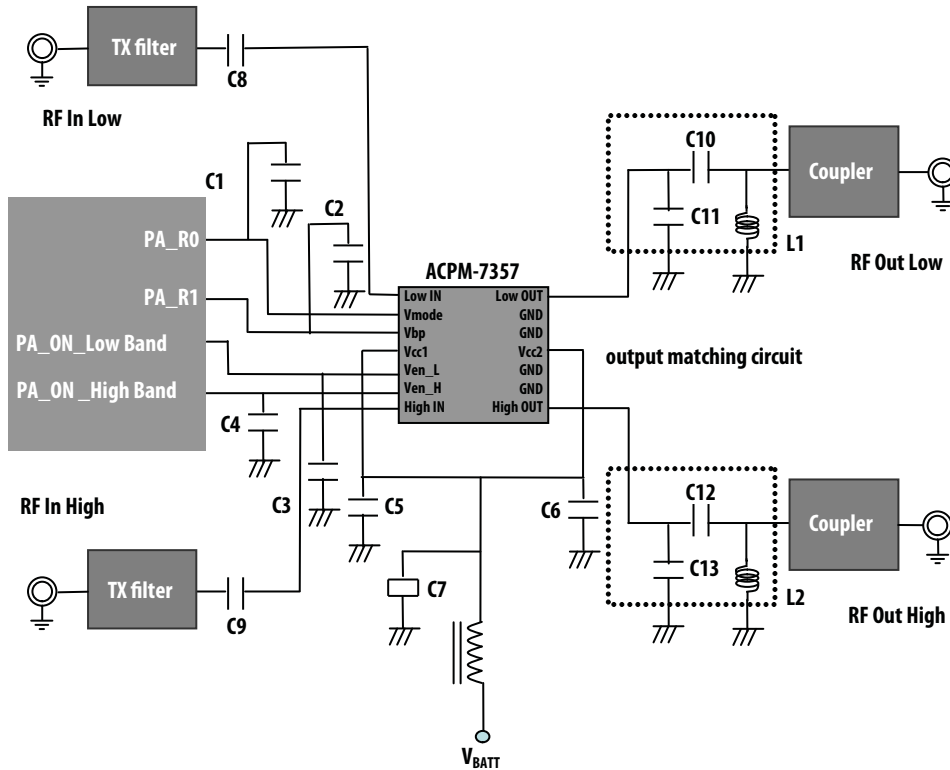 TX filter
C8
RF In Low
C10
Coupler
C1
C11
C2
L1
PA_R0
RF Out Low
ACPM-7357
PA_R1
Low IN
Low OUT
Vmode
GND
PA_ON_Low Band
Vbp
GND
Vcc1
Vcc2
output matching circuit
Ven_L
GND
PA_ON _High Band
Ven_H
GND
High IN
High OUT
C4
RF In High
C3
C5
C6
C12
Coupler
C13
TX filter
C7
L2
C9
RF Out High
VBATT